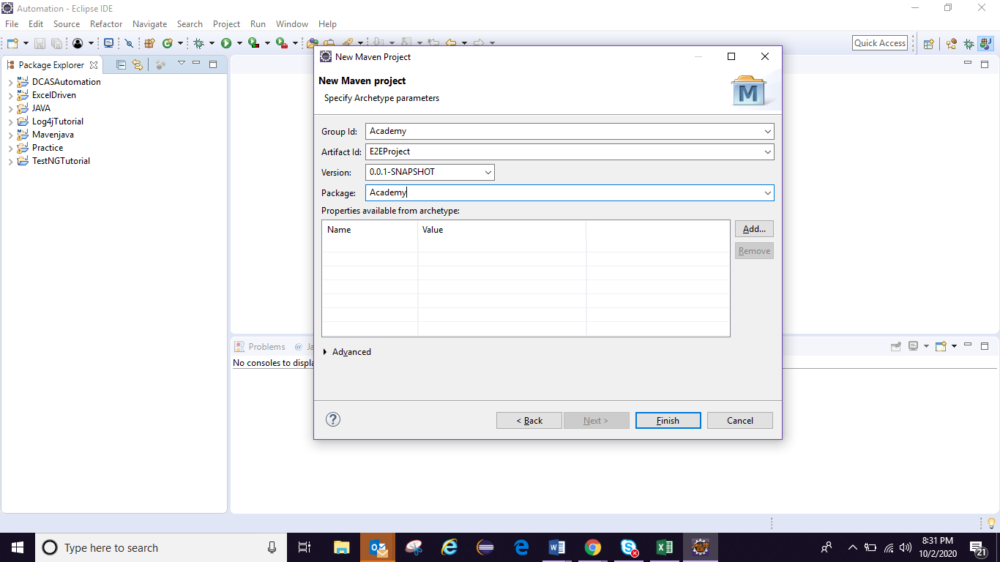 Automation - Eclipse IDE
File Edit Source Refactor Navigate Search Project Run Window Help
Quick Access
Package Explorer
DCASAutomation
ExcelDriven
JAVA
Log4jTutorial
Mavenjava
Practice
TestNGTutorial
New Maven Project
New Maven project
Specify Archetype parameters
M
Group Id: Academy
Artifact Id: E2EProject
Version: 0.0.1-SNAPSHOT
Package: Academy
Properties available from archetype:
Name Value
Add...
Remove
Advanced
< Back Next > Finish Cancel
Problems @ Ja
No consoles to displa
Type here to search
8:31 PM
10/2/2020
21